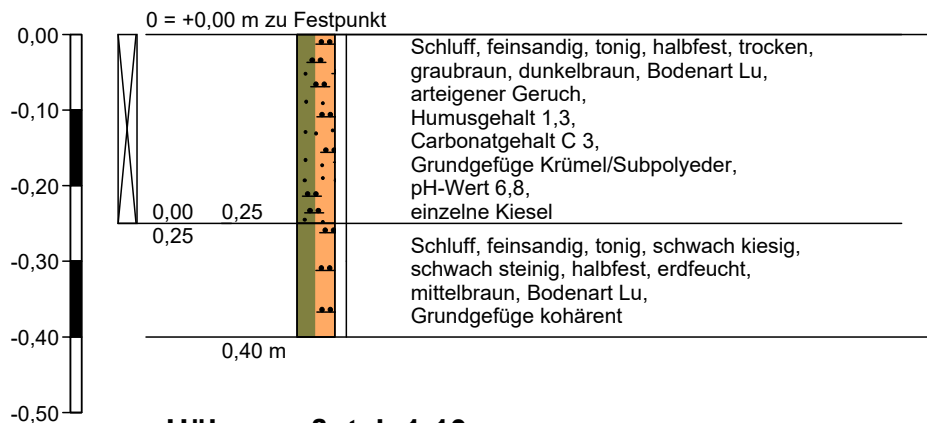 0 = +0,00 m zu Festpunkt
0,00
-0,10
-0,20
-0,30
-0,40
-0,50
Schluff, feinsandig, tonig, halbfest, trocken,
graubraun, dunkelbraun, Bodenart Lu,
arteigener Geruch,
Humusgehalt 1,3,
Carbonatgehalt C 3,
Grundgefüge Krümel/Subpolyeder,
pH-Wert 6,8,
einzelne Kiesel
0,00 0,25
0,25
Schluff, feinsandig, tonig, schwach kiesig,
schwach steinig, halbfest, erdfeucht,
mittelbraun, Bodenart Lu,
Grundgefüge kohärent
0,40 m